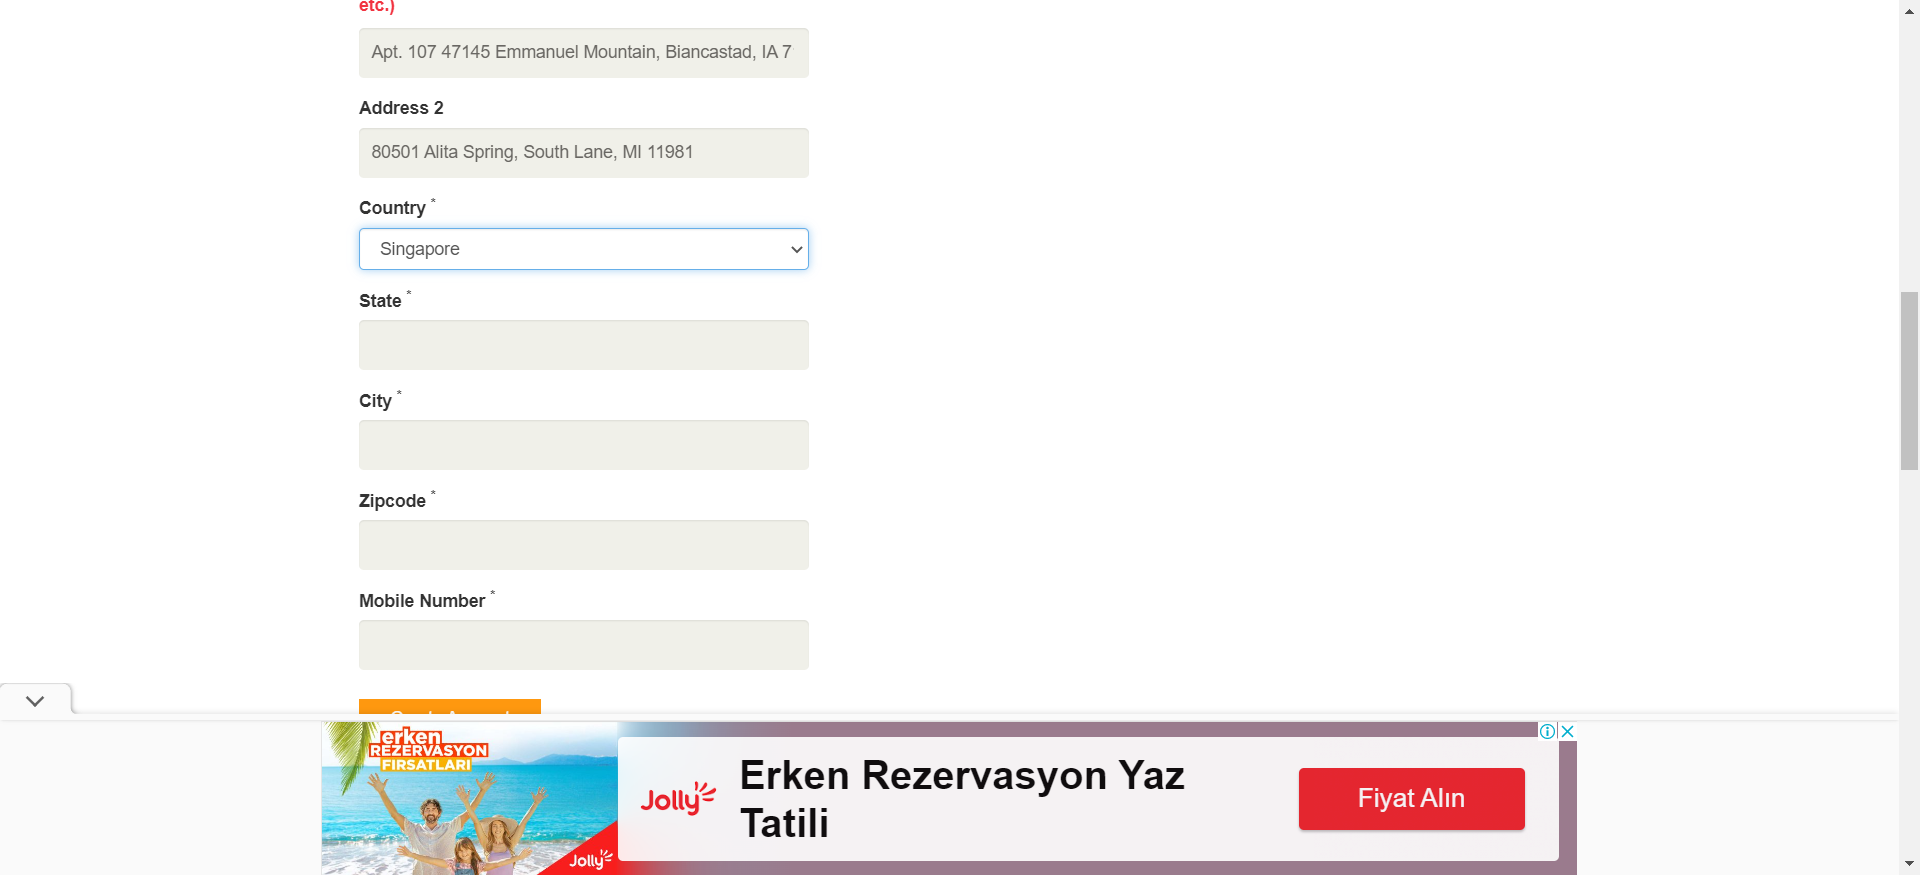 etc.)
Apt. 107 47145 Emmanuel Mountain, Biancastad, IA 7
Address 2
80501 Alita Spring, South Lane, MI 11981
Country *
Singapore
State *
City *
Zipcode *
Mobile Number *
erken
REZERVASYON
FIRSATLARI
Jolly
Jolly
Erken Rezervasyon Yaz
Tatili
Fiyat Alın